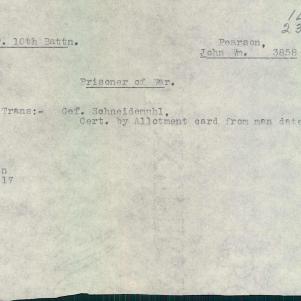 . 10th Battn.
Pearson,
John Wm. 3858
Prisoner of War.
Trans:- Gef. Schneidemuhl.
Cert. by Allotment card from man date
n
17